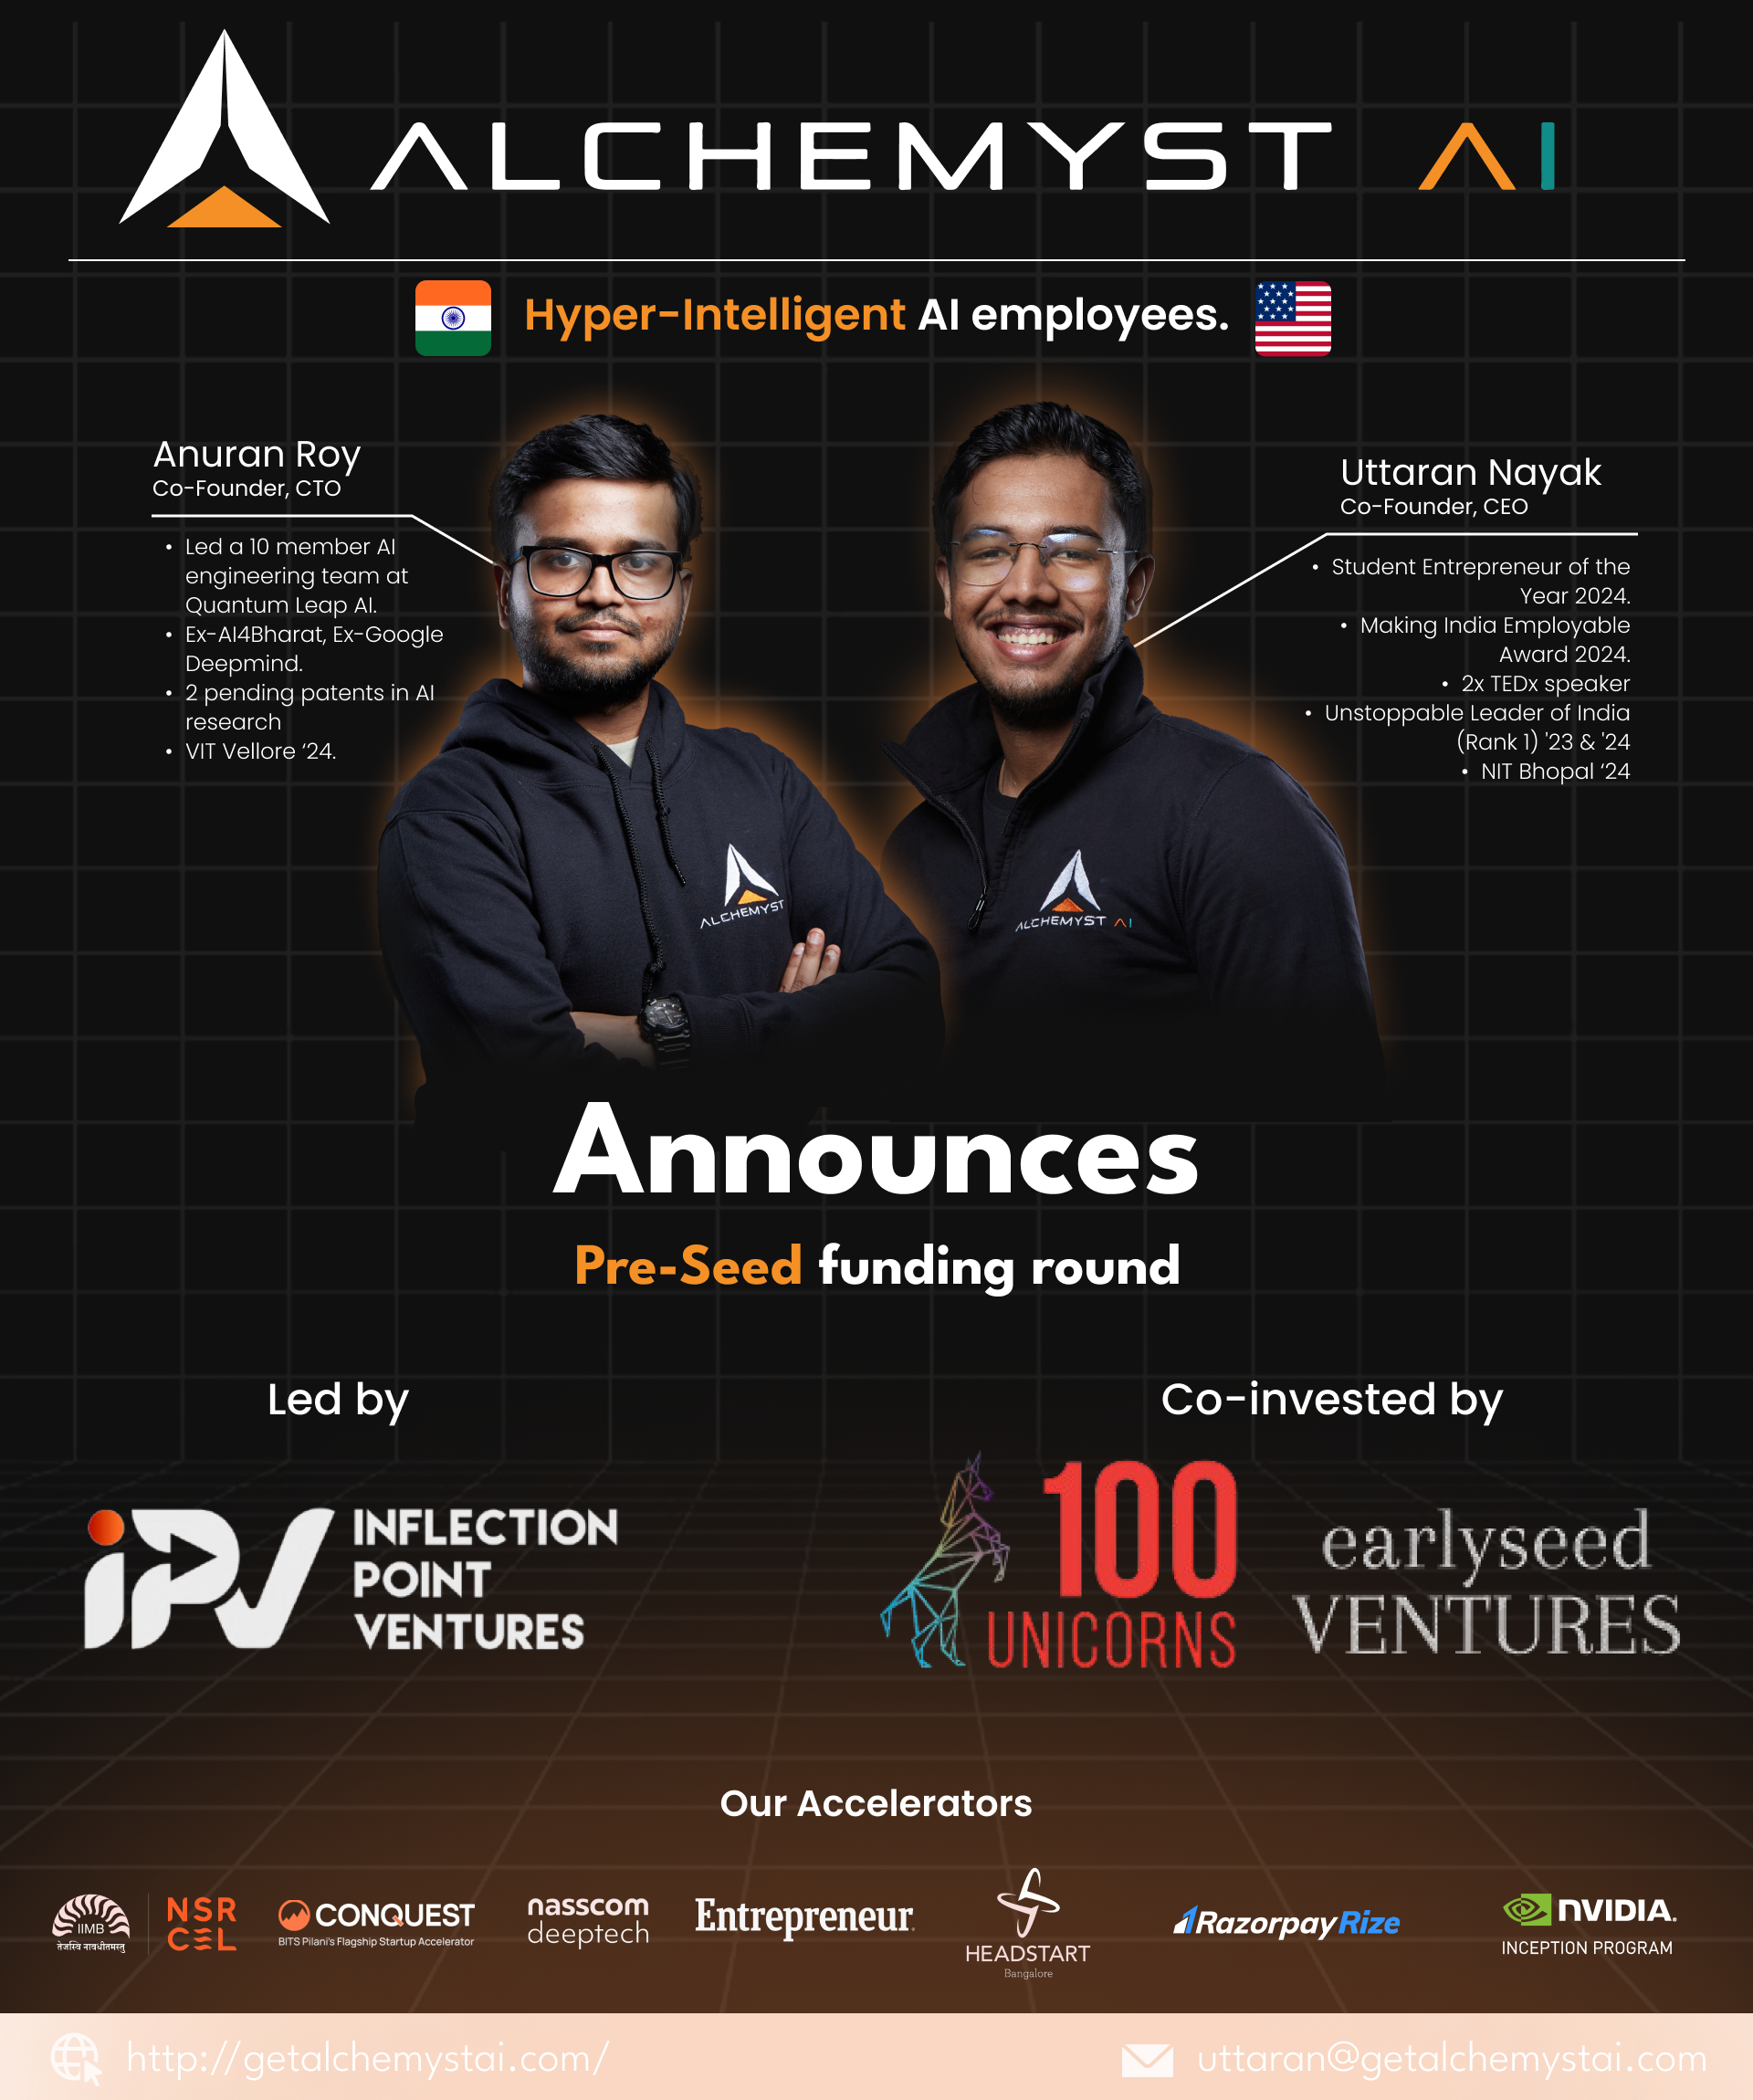 ALCHEMYST AI
Hyper-Intelligent AI employees.
Anuran Roy
Co-Founder, CTO
• Led a 10 member AI
engineering team at
Quantum Leap AI.
• Ex-AI4Bharat, Ex-Google
Deepmind.
• 2 pending patents in AI
research
• VIT Vellore ‘24.
Uttaran Nayak
Co-Founder, CEO
• Student Entrepreneur of the
Year 2024.
• Making India Employable
Award 2024.
• 2x TEDx speaker
• Unstoppable Leader of India
(Rank 1) '23 & '24
• NIT Bhopal ‘24
ALCHEMYST
ALCHEMYST AI
Announces
Pre-Seed funding round
Led by
iPV INFLECTION
POINT
VENTURES
Co-invested by
100
UNICORNS
earlyseed
VENTURES
Our Accelerators
IIMB
तेजस्वि नावधीतमस्तु
NSR
CEL
CONQUEST
BITS Pilani's Flagship Startup Accelerator
nasscom
deeptech
Entrepreneur.
HEADSTART
Bangalore
Razorpay Rize
NVIDIA.
INCEPTION PROGRAM
http://getalchemystai.com/
uttaran@getalchemystai.com